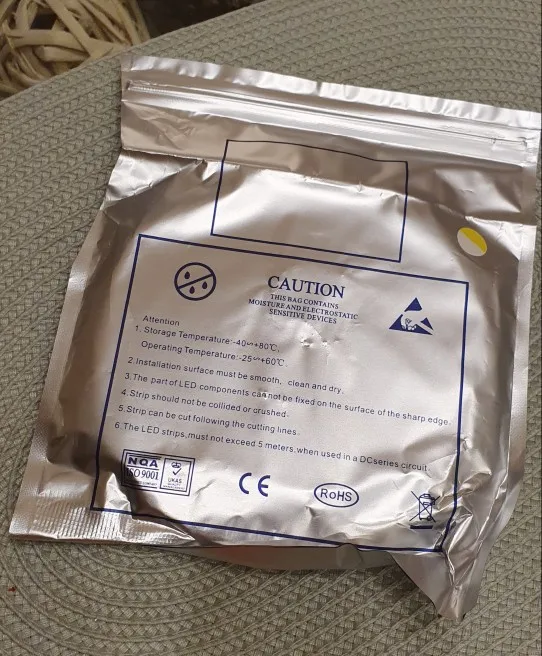 CAUTION
THIS BAG CONTAINS
MOISTURE AND ELECTROSTATIC
SENSITIVE DEVICES
Attention
1. Storage Temperature:-40~+80℃,
Operating Temperature:-25~+60℃.
2.Installation surface must be smooth, clean and dry.
3.The part of LED components cannot be fixed on the surface of the sharp edge.
4.Strip should not be collided or crushed.
5.Strip can be cut following the cutting lines.
6.The LED strips,must not exceed 5 meters,when used in a DCseries circuit.
NQA
ISO 9001
UKAS
CE
RoHS